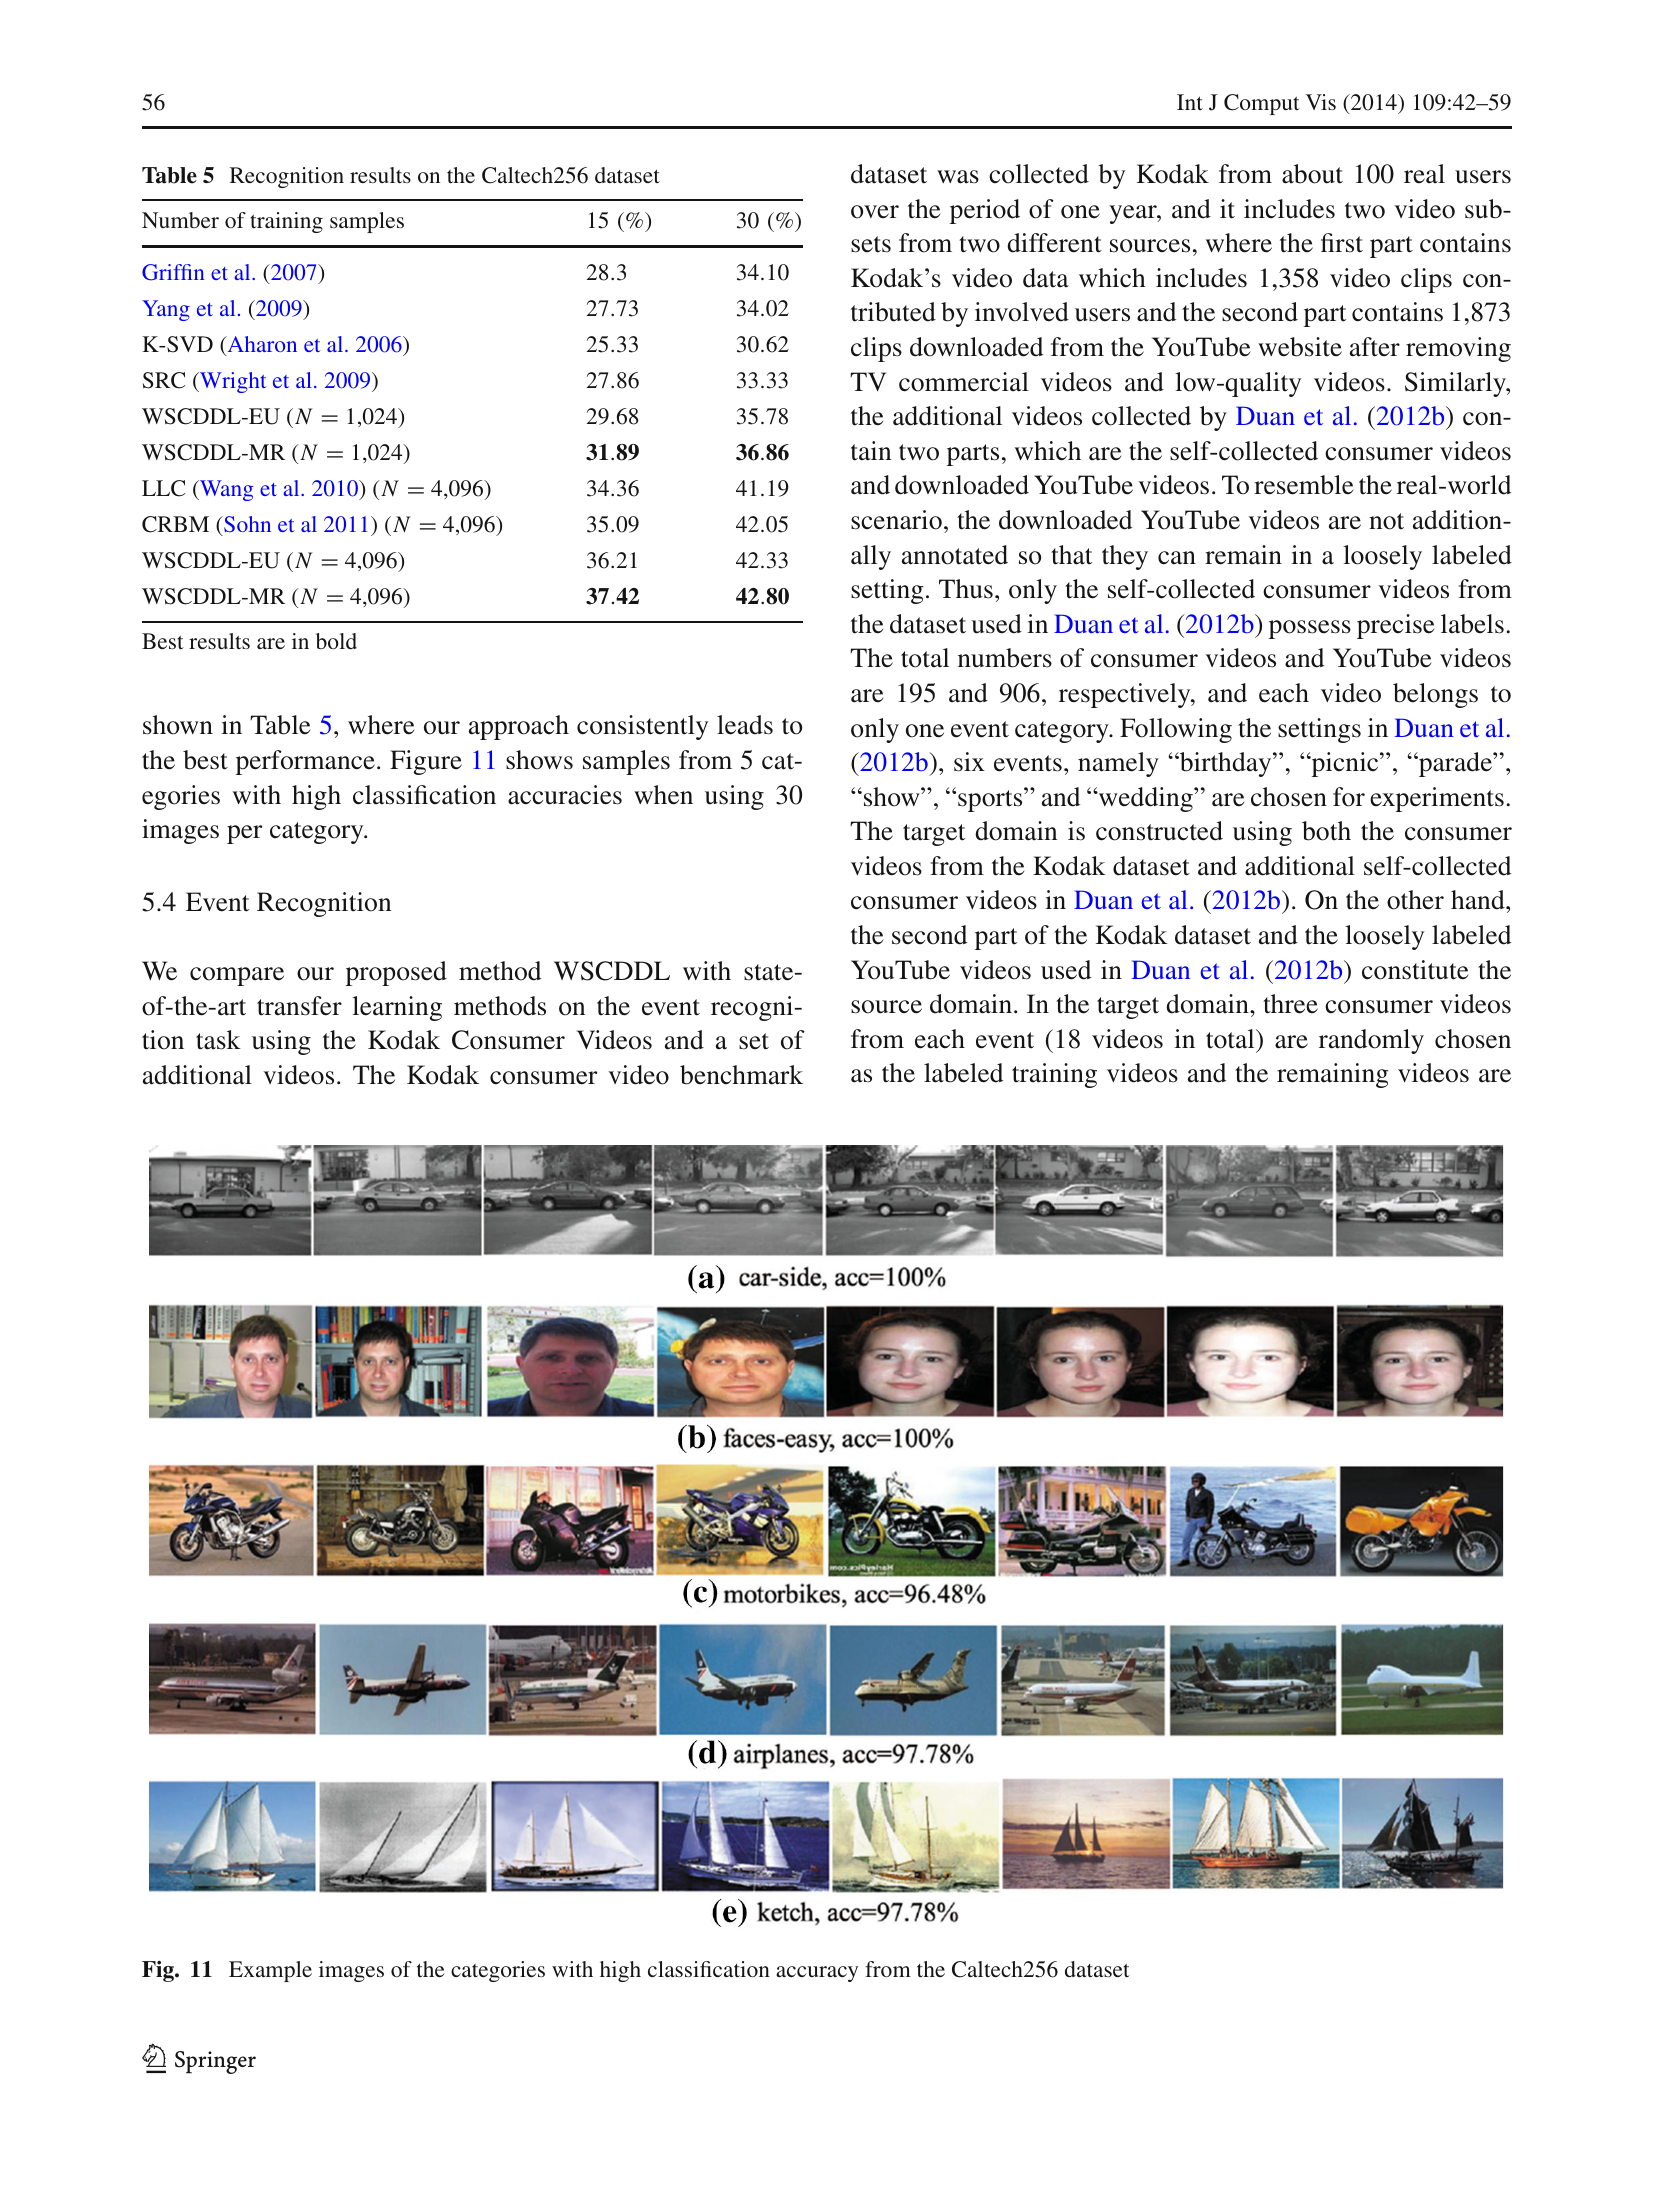 56
Int J Comput Vis (2014) 109:42–59
Table 5 Recognition results on the Caltech256 dataset
Number of training samples 15 (%) 30 (%)
Griffin et al. (2007) 28.3 34.10
Yang et al. (2009) 27.73 34.02
K-SVD (Aharon et al. 2006) 25.33 30.62
SRC (Wright et al. 2009) 27.86 33.33
WSCDDL-EU (N = 1,024) 29.68 35.78
WSCDDL-MR (N = 1,024) 31.89 36.86
LLC (Wang et al. 2010) (N = 4,096) 34.36 41.19
CRBM (Sohn et al 2011) (N = 4,096) 35.09 42.05
WSCDDL-EU (N = 4,096) 36.21 42.33
WSCDDL-MR (N = 4,096) 37.42 42.80
Best results are in bold
shown in Table 5, where our approach consistently leads to
the best performance. Figure 11 shows samples from 5 cat-
egories with high classification accuracies when using 30
images per category.
5.4 Event Recognition
We compare our proposed method WSCDDL with state-
of-the-art transfer learning methods on the event recogni-
tion task using the Kodak Consumer Videos and a set of
additional videos. The Kodak consumer video benchmark
dataset was collected by Kodak from about 100 real users
over the period of one year, and it includes two video sub-
sets from two different sources, where the first part contains
Kodak's video data which includes 1,358 video clips con-
tributed by involved users and the second part contains 1,873
clips downloaded from the YouTube website after removing
TV commercial videos and low-quality videos. Similarly,
the additional videos collected by Duan et al. (2012b) con-
tain two parts, which are the self-collected consumer videos
and downloaded YouTube videos. To resemble the real-world
scenario, the downloaded YouTube videos are not addition-
ally annotated so that they can remain in a loosely labeled
setting. Thus, only the self-collected consumer videos from
the dataset used in Duan et al. (2012b) possess precise labels.
The total numbers of consumer videos and YouTube videos
are 195 and 906, respectively, and each video belongs to
only one event category. Following the settings in Duan et al.
(2012b), six events, namely "birthday", "picnic", "parade",
"show", "sports" and "wedding" are chosen for experiments.
The target domain is constructed using both the consumer
videos from the Kodak dataset and additional self-collected
consumer videos in Duan et al. (2012b). On the other hand,
the second part of the Kodak dataset and the loosely labeled
YouTube videos used in Duan et al. (2012b) constitute the
source domain. In the target domain, three consumer videos
from each event (18 videos in total) are randomly chosen
as the labeled training videos and the remaining videos are
(a) car-side, acc=100%
(b) faces-easy, acc=100%
(c) motorbikes, acc=96.48%
(d) airplanes, acc=97.78%
(e) ketch, acc=97.78%
Fig. 11 Example images of the categories with high classification accuracy from the Caltech256 dataset
Springer